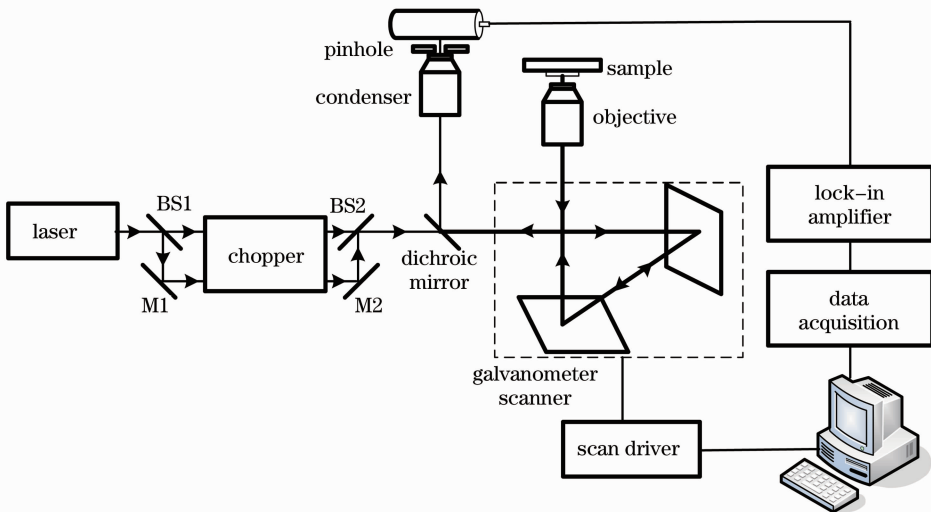 pinhole
condenser
sample
objective
laser
BS1
M1
chopper
BS2
M2
dichroic
mirror
galvanometer
scanner
scan driver
lock-in
amplifier
data
acquisition